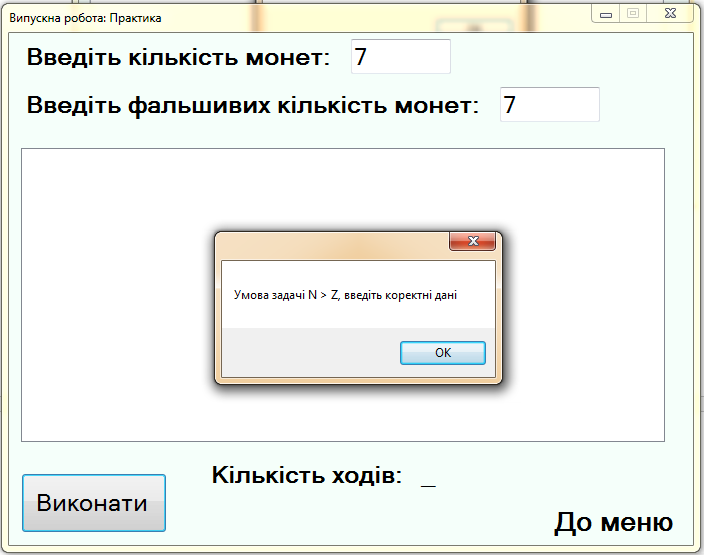 Випускна робота: Практика
Введіть кількість монет: 7
Введіть фальшивих кількість монет: 7
Умова задачі N > Z, введіть коректні дані
OK
Кількість ходів: _
Виконати
До меню